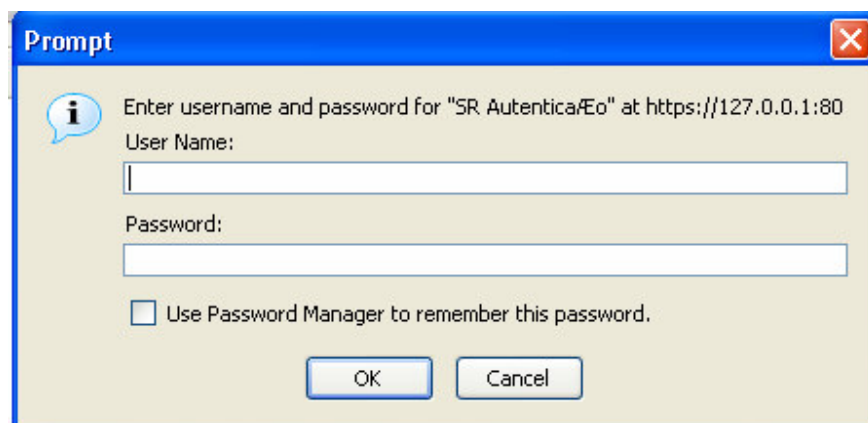 Prompt
Enter username and password for "SR AutenticaÆo" at https://127.0.0.1:80
User Name:
Password:
Use Password Manager to remember this password.
OK
Cancel